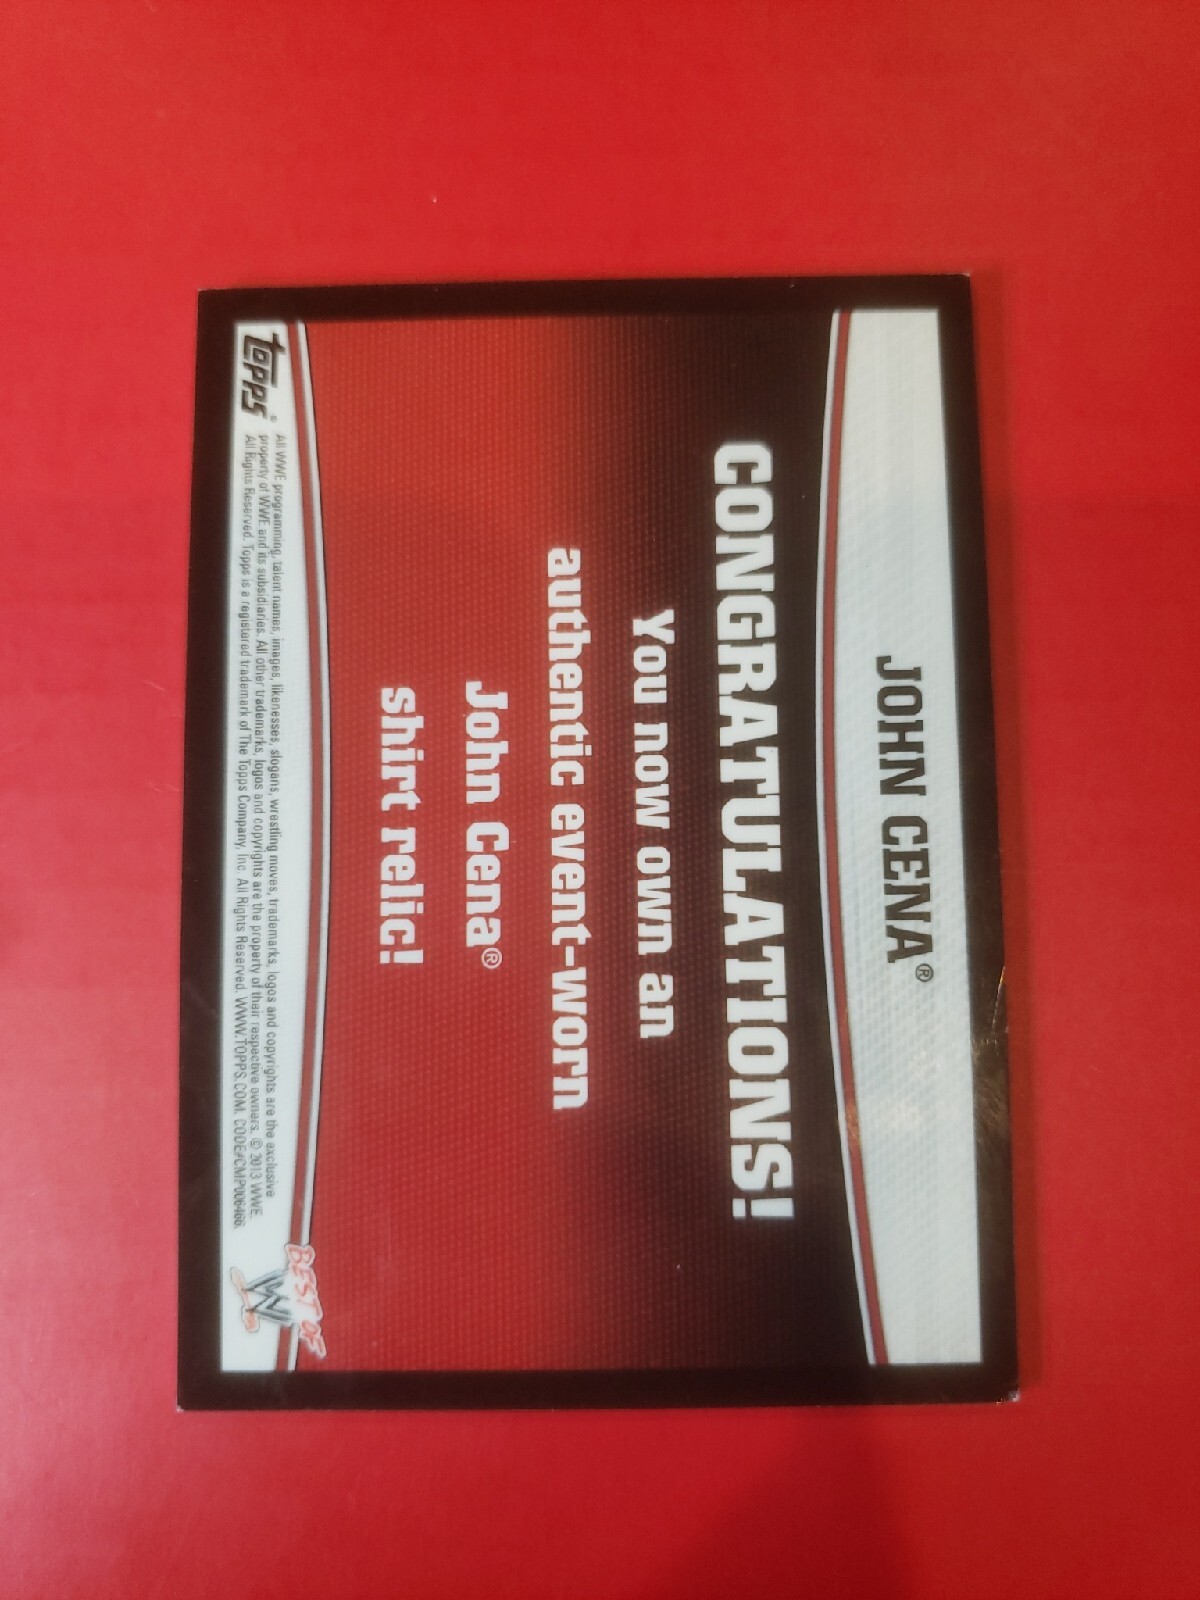 JOHN CENA®
CONGRATULATIONS!
You now own an
authentic event-worn
John Cena®
shirt relic!
topps®
All WWE programming, talent names, images, likenesses, slogans, wrestling moves, trademarks, logos and copyrights are the exclusive
property of WWE and its subsidiaries. All other trademarks, logos and copyrights are the property of their respective owners. © 2013 WWE.
All Rights Reserved. Topps is a registered trademark of The Topps Company, Inc. All Rights Reserved. WWW.TOPPS.COM. CODE#CMP006466.
BEST OF
W